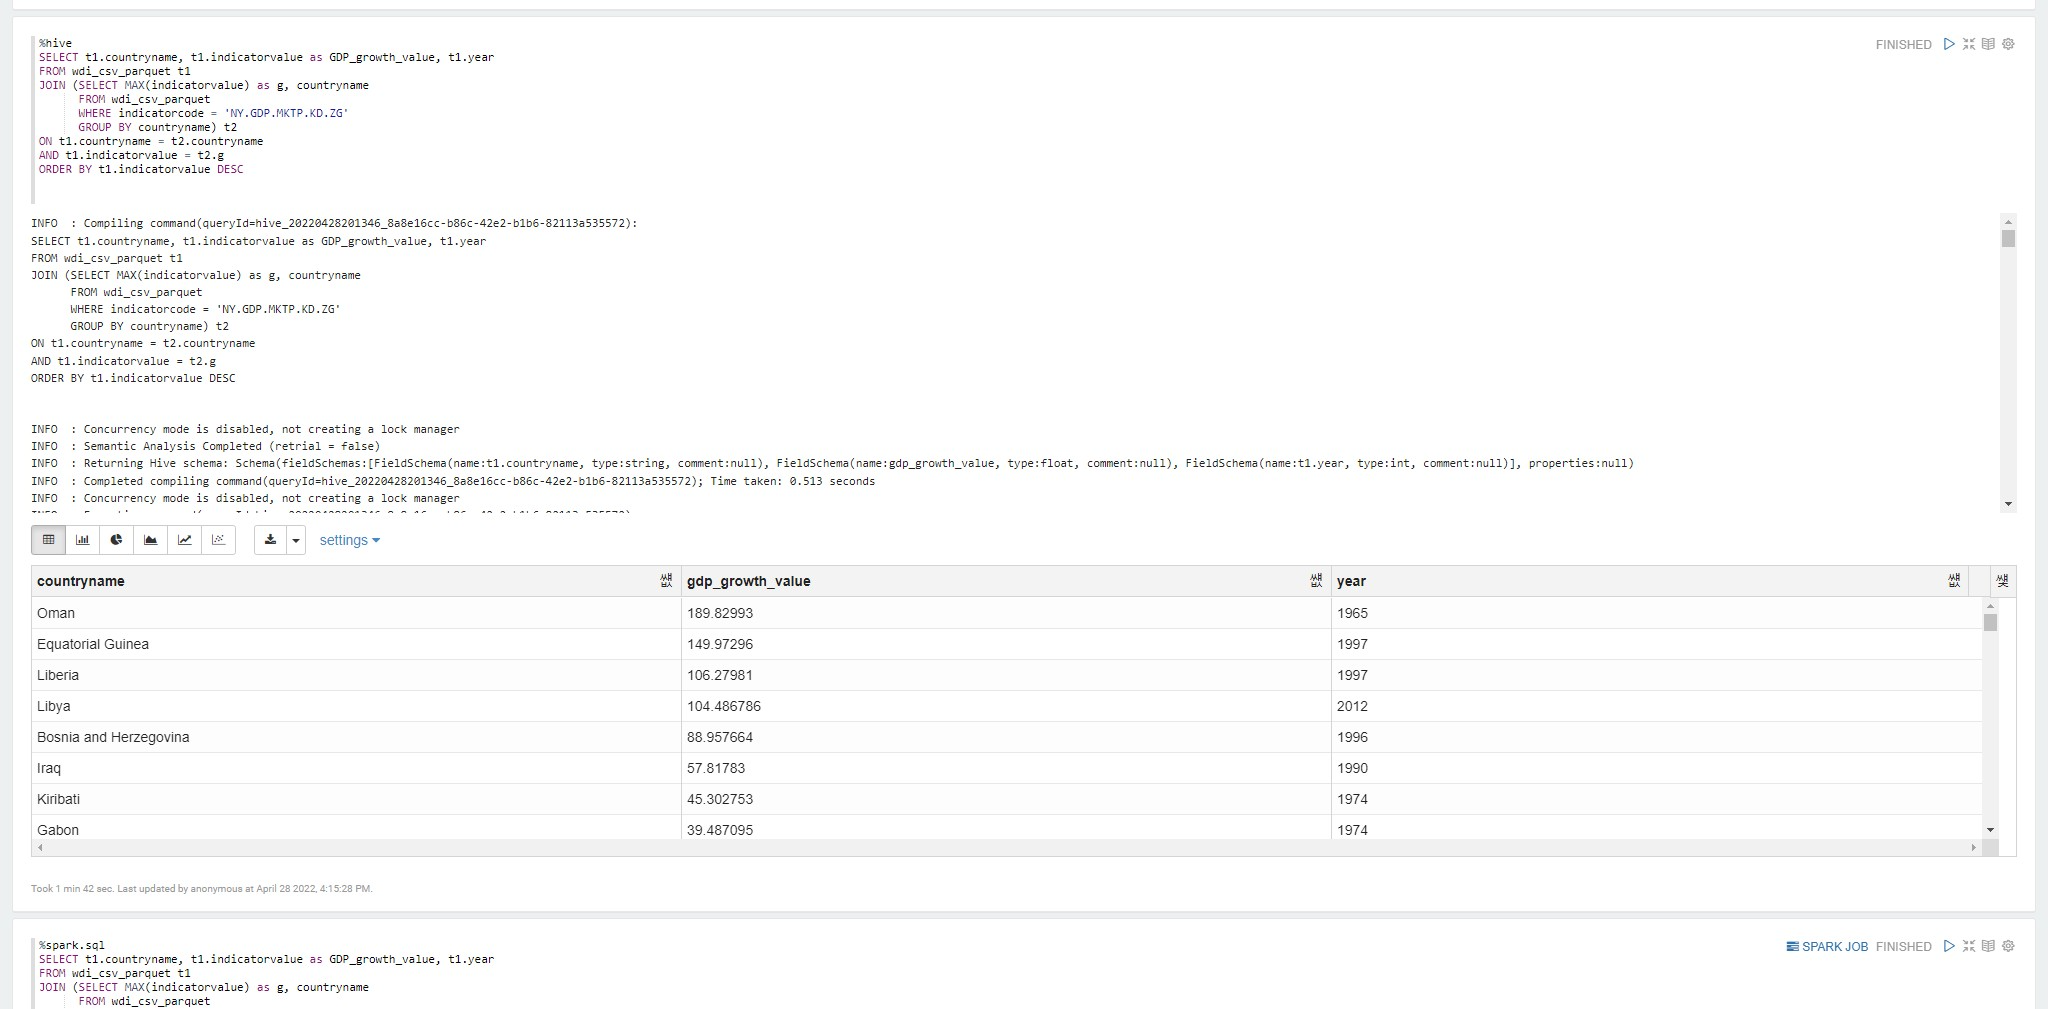 %hive
FINISHED
SELECT t1.countryname, t1.indicatorvalue as GDP_growth_value, t1.year
FROM wdi_csv_parquet t1
JOIN (SELECT MAX(indicatorvalue) as g, countryname
FROM wdi_csv_parquet
WHERE indicatorcode = 'NY.GDP.MKTP.KD.ZG'
GROUP BY countryname) t2
ON t1.countryname = t2.countryname
AND t1.indicatorvalue = t2.g
ORDER BY t1.indicatorvalue DESC
INFO : Compiling command(queryId=hive_20220428201346_8a8e16cc-b86c-42e2-b1b6-82113a535572):
SELECT t1.countryname, t1.indicatorvalue as GDP_growth_value, t1.year
FROM wdi_csv_parquet t1
JOIN (SELECT MAX(indicatorvalue) as g, countryname
FROM wdi_csv_parquet
WHERE indicatorcode = 'NY.GDP.MKTP.KD.ZG'
GROUP BY countryname) t2
ON t1.countryname = t2.countryname
AND t1.indicatorvalue = t2.g
ORDER BY t1.indicatorvalue DESC
INFO : Concurrency mode is disabled, not creating a lock manager
INFO : Semantic Analysis Completed (retrial = false)
INFO : Returning Hive schema: Schema(fieldSchemas:[FieldSchema(name:t1.countryname, type:string, comment:null), FieldSchema(name:gdp_growth_value, type:float, comment:null), FieldSchema(name:t1.year, type:int, comment:null)], properties:null)
INFO : Completed compiling command(queryId=hive_20220428201346_8a8e16cc-b86c-42e2-b1b6-82113a535572); Time taken: 0.513 seconds
INFO : Concurrency mode is disabled, not creating a lock manager
settings
countryname gdp_growth_value year
Oman 189.82993 1965
Equatorial Guinea 149.97296 1997
Liberia 106.27981 1997
Libya 104.486786 2012
Bosnia and Herzegovina 88.957664 1996
Iraq 57.81783 1990
Kiribati 45.302753 1974
Gabon 39.487095 1974
Took 1 min 42 sec. Last updated by anonymous at April 28 2022, 4:15:28 PM.
%spark.sql
SPARK JOB FINISHED
SELECT t1.countryname, t1.indicatorvalue as GDP_growth_value, t1.year
FROM wdi_csv_parquet t1
JOIN (SELECT MAX(indicatorvalue) as g, countryname
FROM wdi_csv_parquet